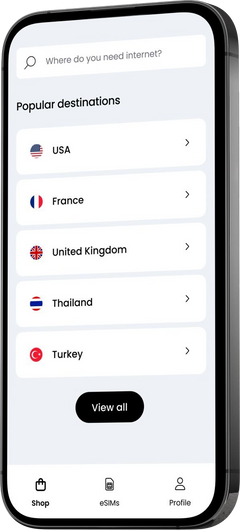 Where do you need internet?
Popular destinations
USA
France
United Kingdom
Thailand
Turkey
View all
Shop
eSIMs
Profile